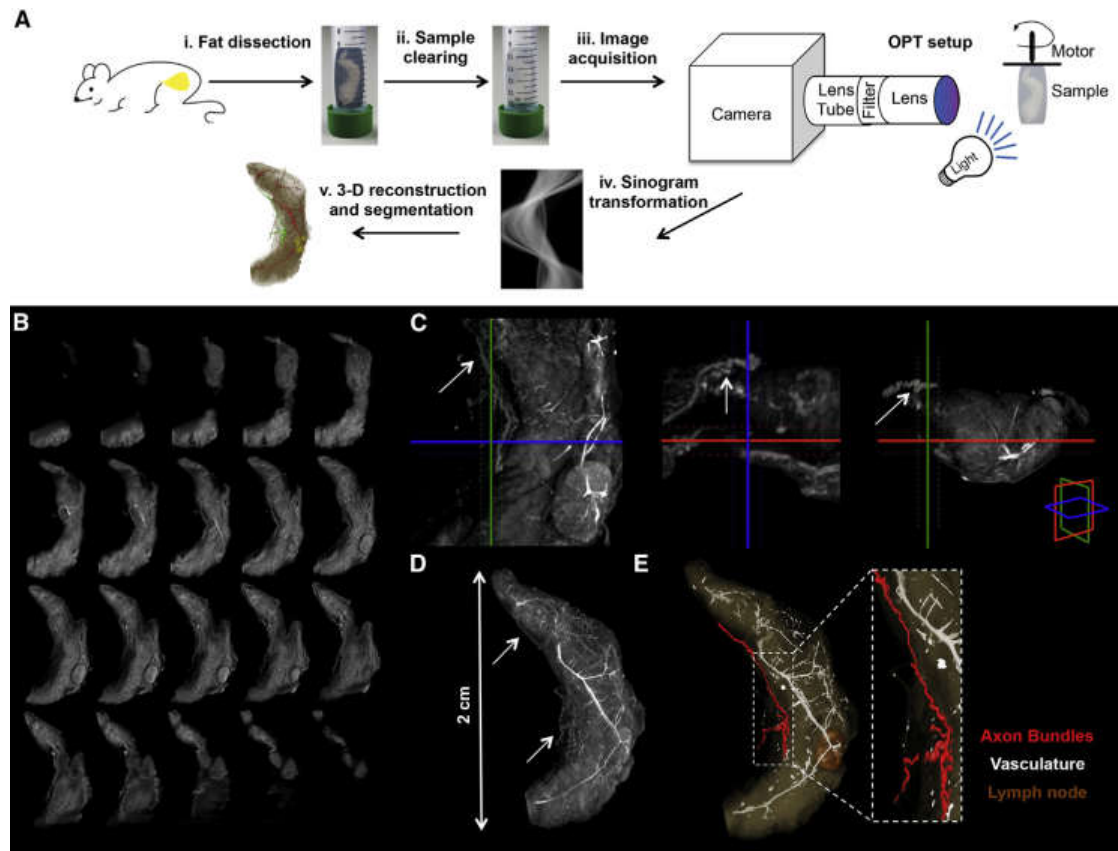 A
i. Fat dissection
ii. Sample
clearing
iii. Image
acquisition
OPT setup
Motor
Sample
Camera
Lens
Tube
Filter
Lens
Light
iv. Sinogram
transformation
v. 3-D reconstruction
and segmentation
B
C
D
2 cm
E
Axon Bundles
Vasculature
Lymph node